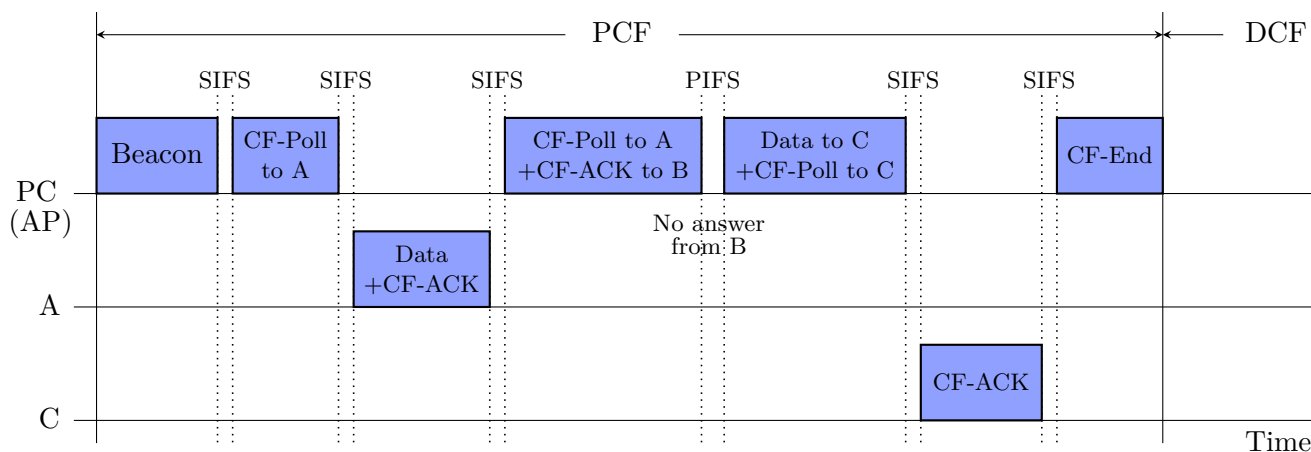 PCF
DCF
SIFS
SIFS
SIFS
PIFS
SIFS
SIFS
Beacon
CF-Poll
to A
CF-Poll to A
+CF-ACK to B
Data to C
+CF-Poll to C
CF-End
PC
(AP)
No answer
from B
Data
+CF-ACK
A
CF-ACK
C
Time